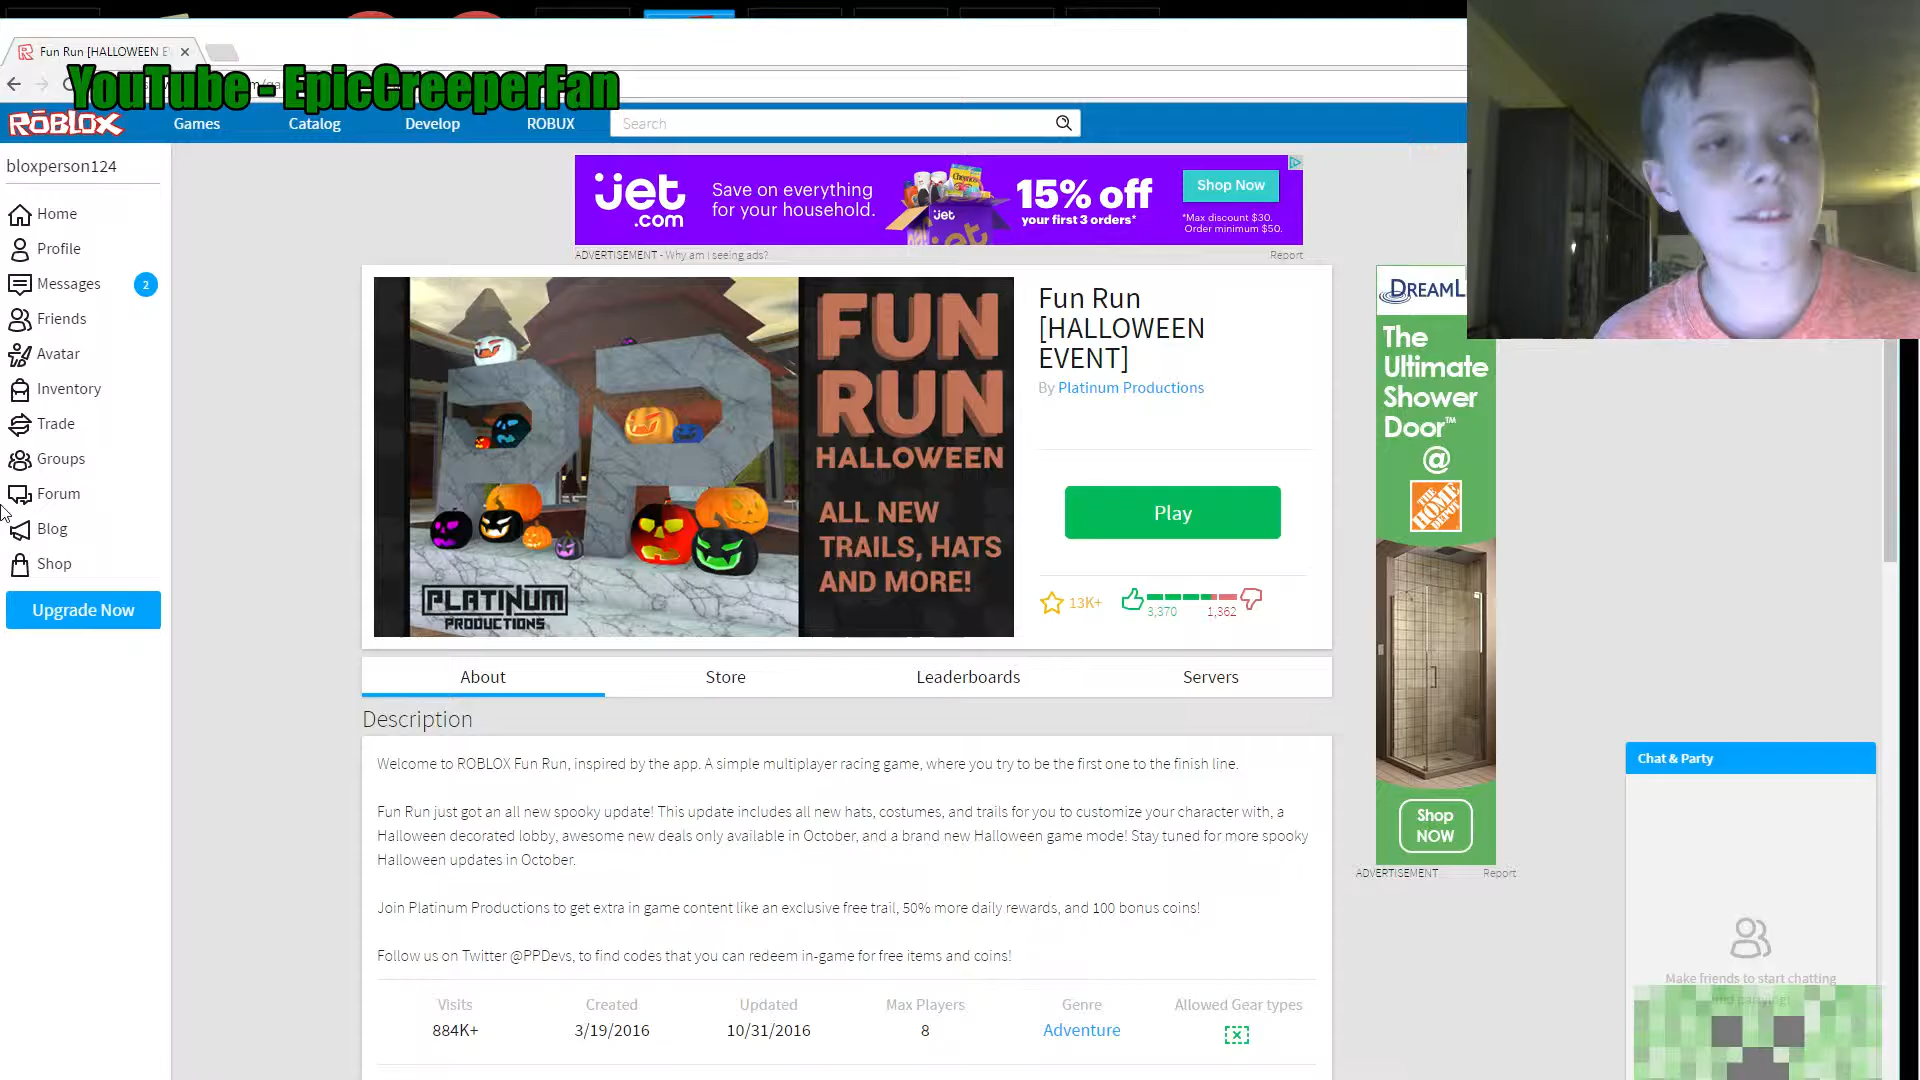 Fun Run [HALLOWEEN E
YouTube - EpicCreeperFan
ROBLOX
Games
Catalog
Develop
ROBUX
Search
bloxperson124
Home
Profile
Messages
2
Friends
Avatar
Inventory
Trade
Groups
Forum
Blog
Shop
Upgrade Now
Jet
.com
Save on everything
for your household.
Cheerios
jet
15% off
your first 3 orders*
Shop Now
*Max discount $30.
Order minimum $50.
ADVERTISEMENT - Why am I seeing ads?
Report
FUN
RUN
HALLOWEEN
ALL NEW
TRAILS, HATS
AND MORE!
PLATINUM
PRODUCTIONS
Fun Run
[HALLOWEEN
EVENT]
By Platinum Productions
Play
13K+
3,370
1,362
About
Store
Leaderboards
Servers
Description
Welcome to ROBLOX Fun Run, inspired by the app. A simple multiplayer racing game, where you try to be the first one to the finish line.
Fun Run just got an all new spooky update! This update includes all new hats, costumes, and trails for you to customize your character with, a
Halloween decorated lobby, awesome new deals only available in October, and a brand new Halloween game mode! Stay tuned for more spooky
Halloween updates in October.
Join Platinum Productions to get extra in game content like an exclusive free trail, 50% more daily rewards, and 100 bonus coins!
Follow us on Twitter @PPDevs, to find codes that you can redeem in-game for free items and coins!
Visits
884K+
Created
3/19/2016
Updated
10/31/2016
Max Players
8
Genre
Adventure
Allowed Gear types
DREAML
The
Ultimate
Shower
Door™
@
THE HOME DEPOT
Shop
NOW
ADVERTISEMENT
Report
Chat & Party
Make friends to start chatting
and partying!